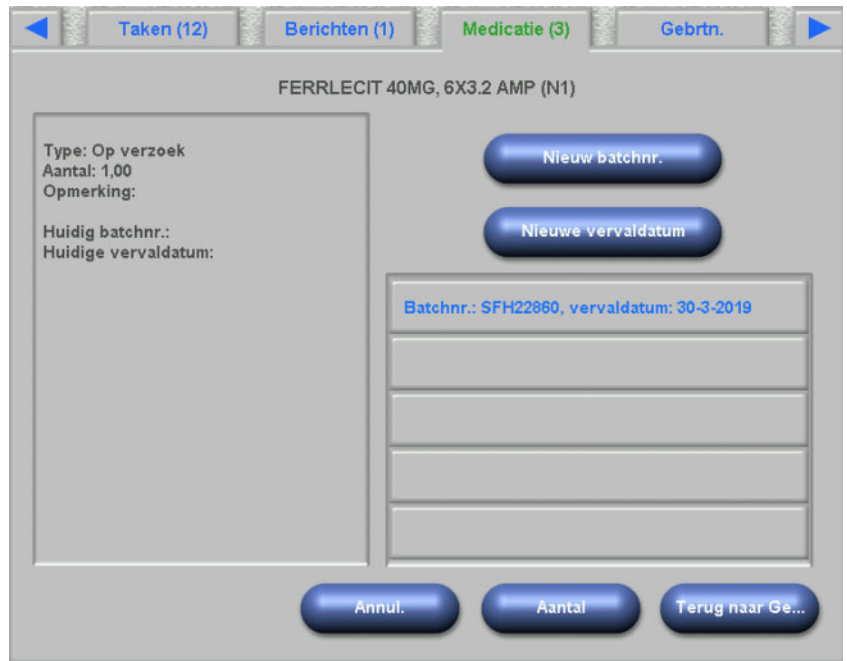 Taken (12)
Berichten (1)
Medicatie (3)
Gebrtn.
FERRLECIT 40MG, 6X3.2 AMP (N1)
Type: Op verzoek
Aantal: 1,00
Opmerking:
Huidig batchnr.:
Huidige vervaldatum:
Nieuw batchnr.
Nieuwe vervaldatum
Batchnr.: SFH22860, vervaldatum: 30-3-2019
Annul.
Aantal
Terug naar Ge...